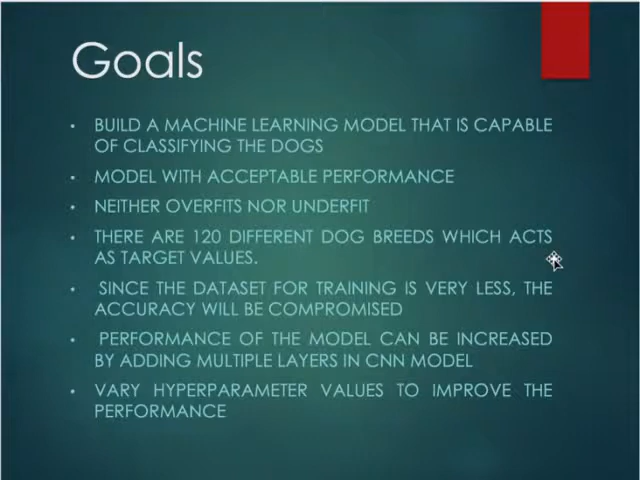 Goals
• BUILD A MACHINE LEARNING MODEL THAT IS CAPABLE
OF CLASSIFYING THE DOGS
• MODEL WITH ACCEPTABLE PERFORMANCE
• NEITHER OVERFITS NOR UNDERFIT
• THERE ARE 120 DIFFERENT DOG BREEDS WHICH ACTS
AS TARGET VALUES.
• SINCE THE DATASET FOR TRAINING IS VERY LESS, THE
ACCURACY WILL BE COMPROMISED
• PERFORMANCE OF THE MODEL CAN BE INCREASED
BY ADDING MULTIPLE LAYERS IN CNN MODEL
• VARY HYPERPARAMETER VALUES TO IMPROVE THE
PERFORMANCE